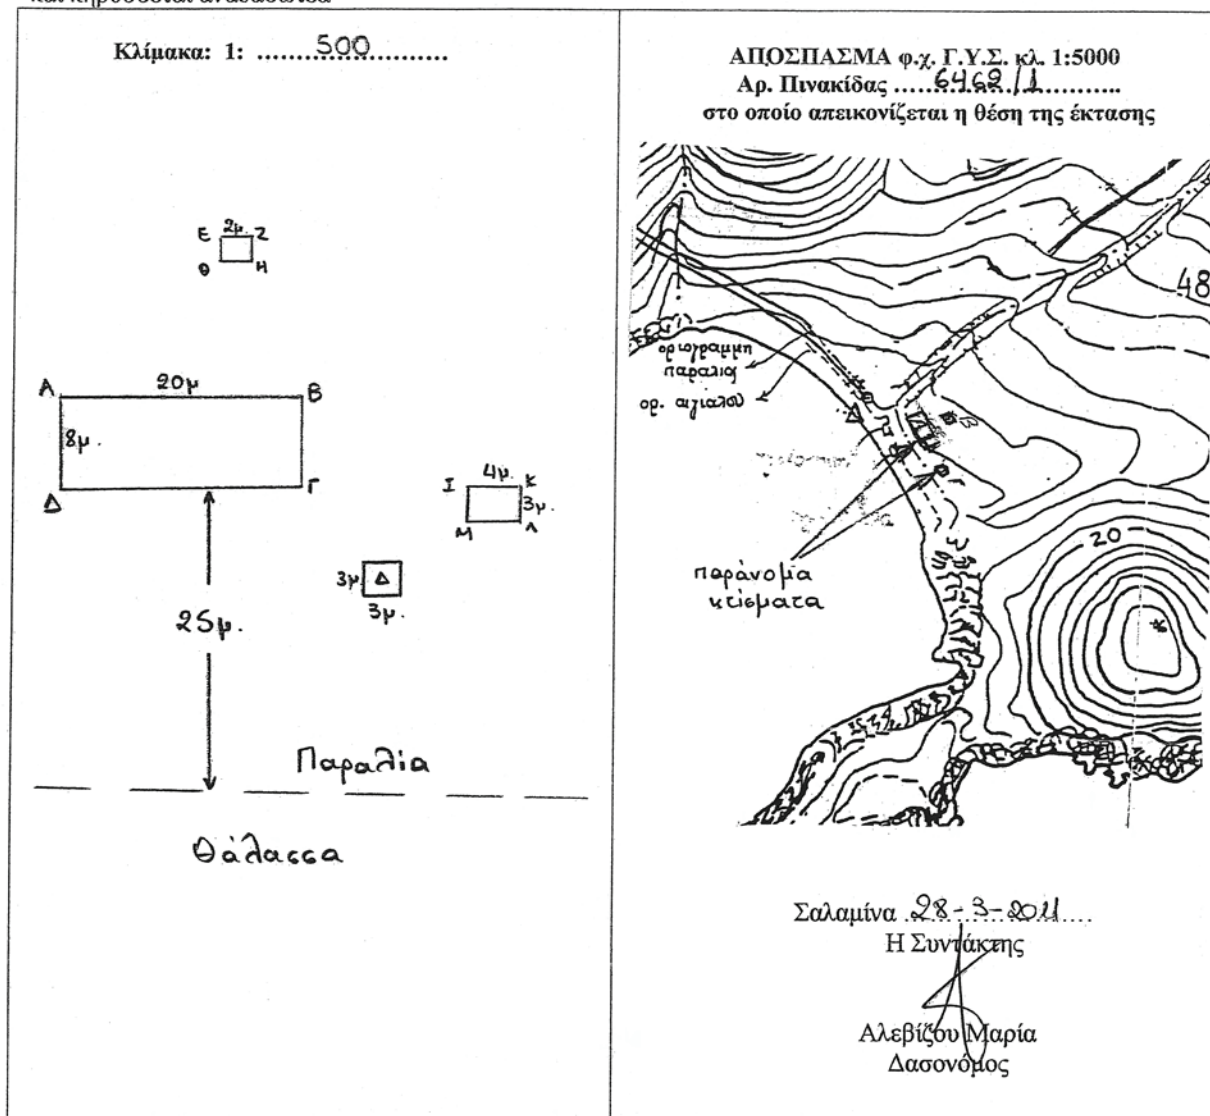 Κλίμακα: 1: ......500......
Ε 2μ. Ζ
Θ Η
Α 20μ Β
8μ.
Δ Γ
Ι 4μ. Κ
3μ.
Μ Λ
3μ. Δ
3μ.
25μ.
Παραλία
Θάλασσα
ΑΠΟΣΠΑΣΜΑ φ.χ. Γ.Υ.Σ. κλ. 1:5000
Αρ. Πινακίδας ......6462/1......
στο οποίο απεικονίζεται η θέση της έκτασης
48
οριογραμμη
παραλιας
ορ. αιγιαλου
Δ
20
παράνομα
κτίσματα
Σαλαμίνα 28-3-2011
Η Συντάκτης
Αλεβίζου Μαρία
Δασονόμος